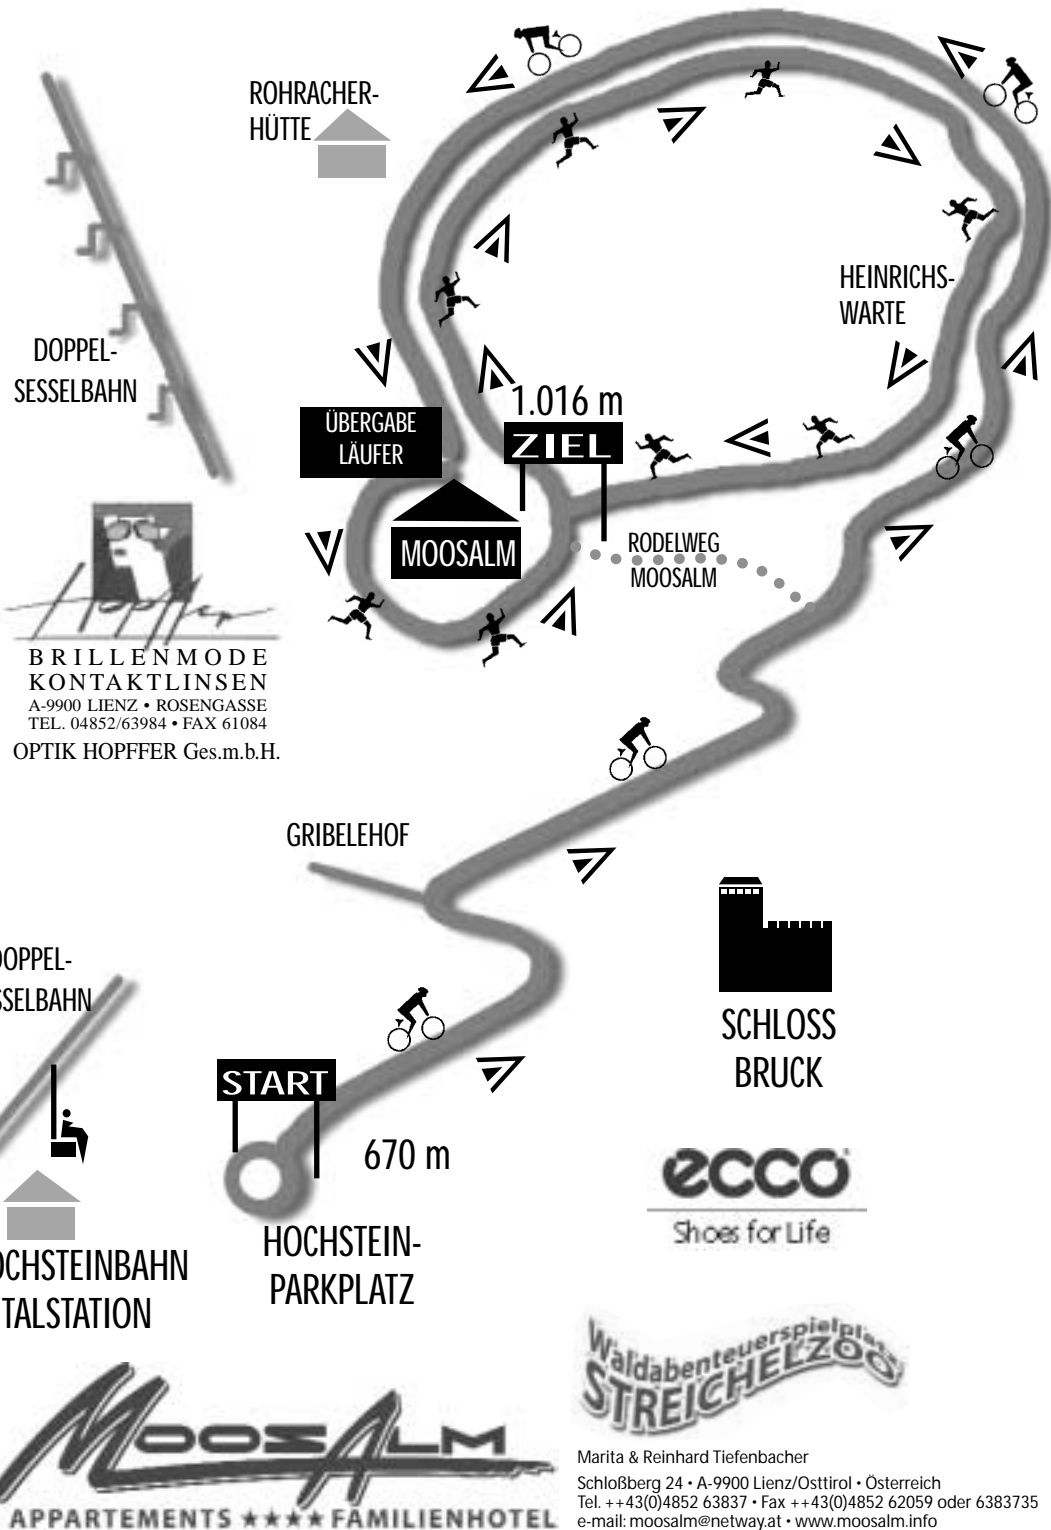 ROHRACHER-
HÜTTE
DOPPEL-
SESSELBAHN
HEINRICHS-
WARTE
1.016 m
ÜBERGABE
LÄUFER
ZIEL
MOOSALM
RODELWEG
MOOSALM
Hopffer
BRILLENMODE
KONTAKTLINSEN
A-9900 LIENZ • ROSENGASSE
TEL. 04852/63984 • FAX 61084
OPTIK HOPFFER Ges.m.b.H.
GRIBELEHOF
OPPEL-
SSELBAHN
START
670 m
SCHLOSS
BRUCK
HOCHSTEIN-
PARKPLATZ
OCHSTEINBAHN
TALSTATION
ecco
Shoes for Life
Waldabenteuerspielplatz
STREICHELZOO
MOOSALM
APPARTEMENTS ★★★★ FAMILIENHOTEL
Marita & Reinhard Tiefenbacher
Schloßberg 24 • A-9900 Lienz/Osttirol • Österreich
Tel. ++43(0)4852 63837 • Fax ++43(0)4852 62059 oder 6383735
e-mail: moosalm@netway.at • www.moosalm.info